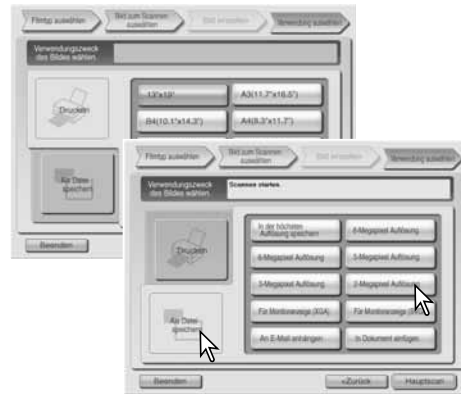 Filmtyp auswählen
Bild zum Scannen
auswählen
Bild einstellen
Verwendung auswählen
Verwendungszweck
des Bildes wählen.
Drucken
Als Datei
speichern
13"x19"
A3(11.7"x16.5")
B4(10.1"x14.3")
A4(8.3"x11.7")
Beenden
Filmtyp auswählen
Bild zum Scannen
auswählen
Bild einstellen
Verwendung auswählen
Verwendungszweck
des Bildes wählen.
Scannen starten.
Drucken
Als Datei
speichern
In der höchsten
Auflösung speichern
6-Megapixel Auflösung
5-Megapixel Auflösung
3-Megapixel Auflösung
2-Megapixel Auflösung
Für Monitoranzeige (XGA)
Für Monitoranzeige
An E-Mail anhängen
In Dokument einfügen
Beenden
<Zurück
Hauptscan